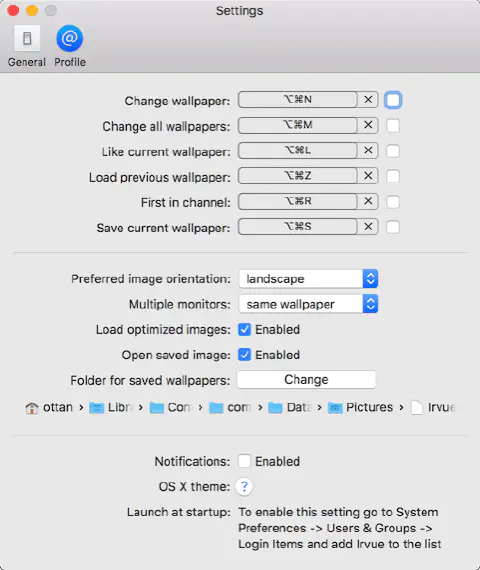 Settings
General
Profile
Change wallpaper: ⌥⌘N ×
Change all wallpapers: ⌥⌘M ×
Like current wallpaper: ⌥⌘L ×
Load previous wallpaper: ⌥⌘Z ×
First in channel: ⌥⌘R ×
Save current wallpaper: ⌥⌘S ×
Preferred image orientation: landscape
Multiple monitors: same wallpaper
Load optimized images: Enabled
Open saved image: Enabled
Folder for saved wallpapers: Change
ottan › Libr › Con › com › Data › Pictures › Irvue
Notifications: Enabled
OS X theme: ?
Launch at startup: To enable this setting go to System
Preferences -> Users & Groups ->
Login Items and add Irvue to the list